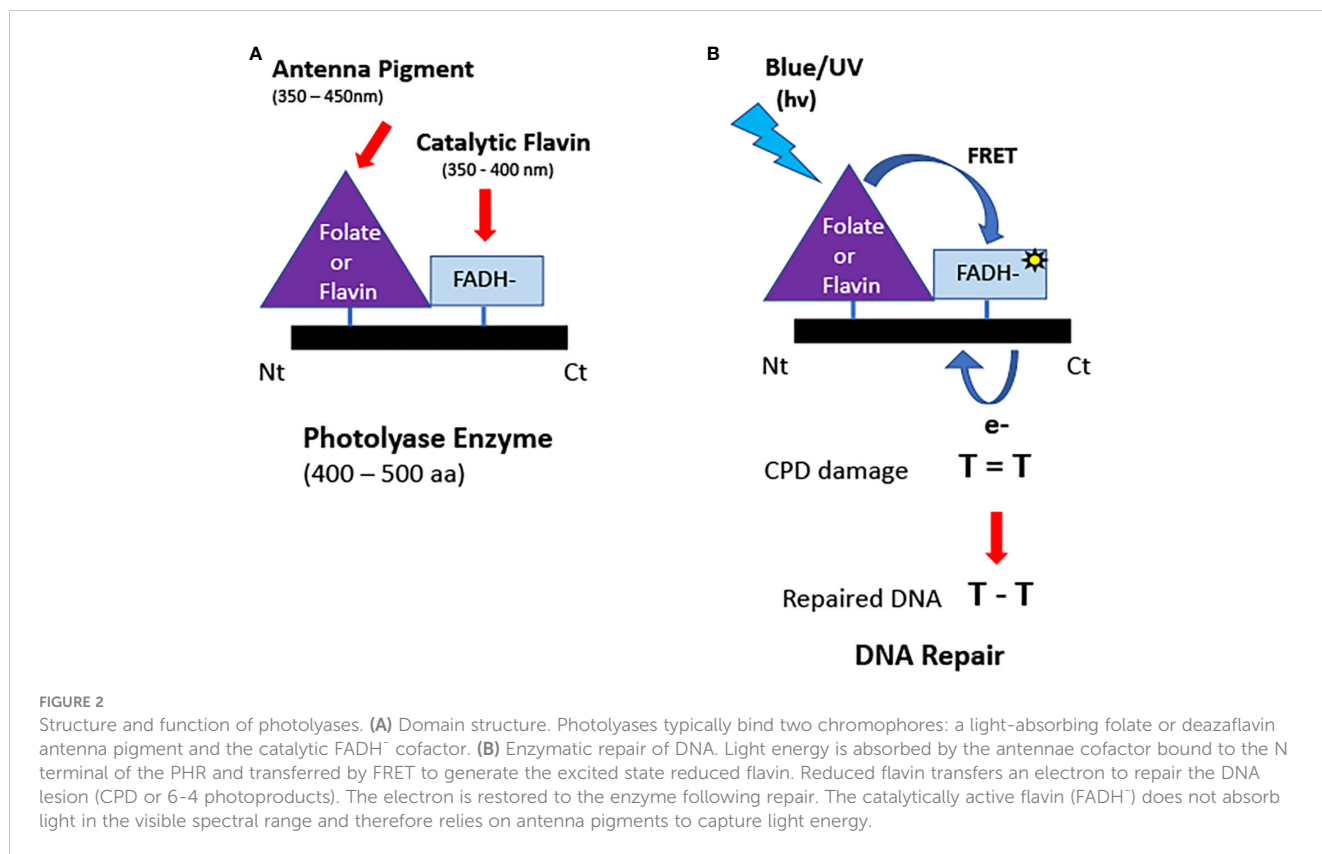 A
Antenna Pigment
(350 – 450nm)
Catalytic Flavin
(350 - 400 nm)
Folate
or
Flavin
FADH-
Nt
Ct
Photolyase Enzyme
(400 – 500 aa)
B
Blue/UV
(hv)
FRET
Folate
or
Flavin
FADH-
Nt
Ct
e-
CPD damage
T = T
Repaired DNA
T - T
DNA Repair
FIGURE 2
Structure and function of photolyases. (A) Domain structure. Photolyases typically bind two chromophores: a light-absorbing folate or deazaflavin
antenna pigment and the catalytic FADH⁻ cofactor. (B) Enzymatic repair of DNA. Light energy is absorbed by the antennae cofactor bound to the N
terminal of the PHR and transferred by FRET to generate the excited state reduced flavin. Reduced flavin transfers an electron to repair the DNA
lesion (CPD or 6-4 photoproducts). The electron is restored to the enzyme following repair. The catalytically active flavin (FADH⁻) does not absorb
light in the visible spectral range and therefore relies on antenna pigments to capture light energy.